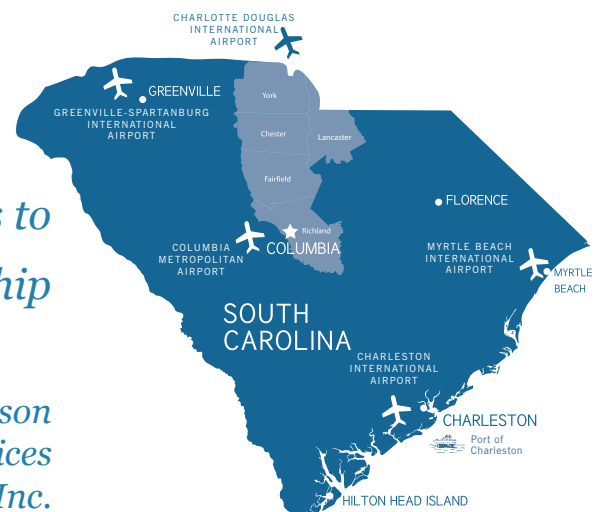 CHARLOTTE DOUGLAS
INTERNATIONAL
AIRPORT
GREENVILLE
GREENVILLE-SPARTANBURG
INTERNATIONAL
AIRPORT
York
Chester
Lancaster
Fairfield
Richland
COLUMBIA
COLUMBIA
METROPOLITAN
AIRPORT
FLORENCE
MYRTLE BEACH
INTERNATIONAL
AIRPORT
MYRTLE
BEACH
SOUTH
CAROLINA
CHARLESTON
INTERNATIONAL
AIRPORT
CHARLESTON
Port of
Charleston
HILTON HEAD ISLAND
s to
hip
son
ices
Inc.